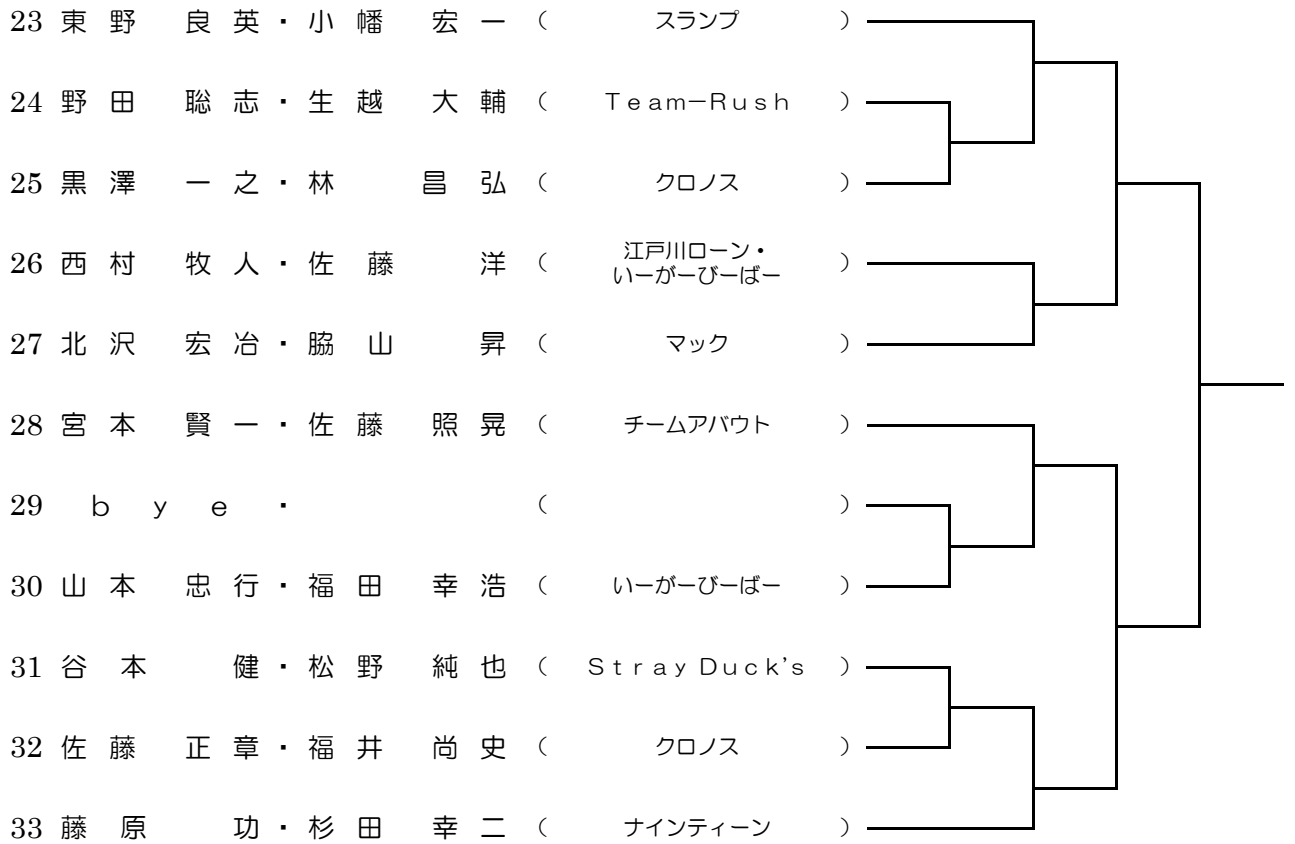 23 東野 良英・小幡 宏一 ( スランプ )
24 野田 聡志・生越 大輔 ( Team-Rush )
25 黒澤 一之・林 昌弘 ( クロノス )
26 西村 牧人・佐藤 洋 ( 江戸川ローン・
いーがーびーばー )
27 北沢 宏冶・脇山 昇 ( マック )
28 宮本 賢一・佐藤 照晃 ( チームアバウト )
29 bye・ ( )
30 山本 忠行・福田 幸浩 ( いーがーびーばー )
31 谷本 健・松野 純也 ( Stray Duck's )
32 佐藤 正章・福井 尚史 ( クロノス )
33 藤原 功・杉田 幸二 ( ナインティーン )